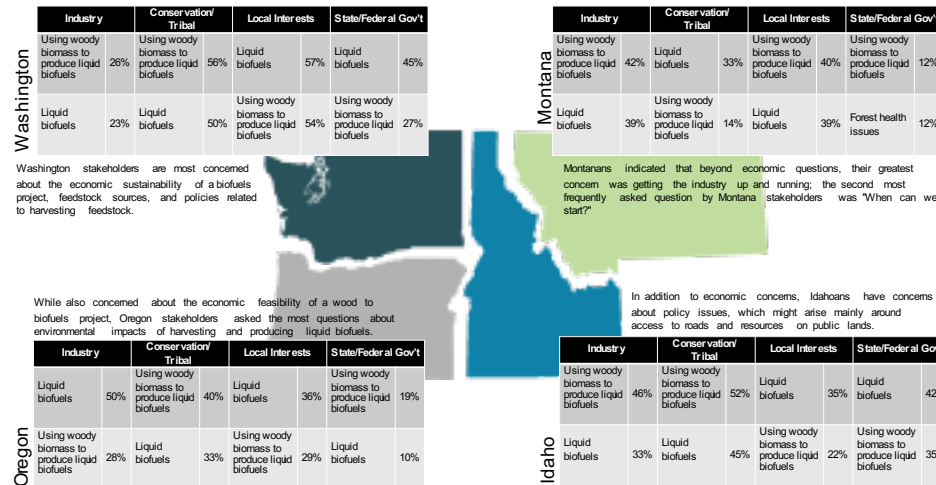 Washington
Industry Conservation/ Local Interests State/Federal Gov't
Tribal
Using woody biomass to produce liquid biofuels 26% Using woody biomass to produce liquid biofuels 56% Liquid biofuels 57% Liquid biofuels 45%
Liquid biofuels 23% Liquid biofuels 50% Using woody biomass to produce liquid biofuels 54% Using woody biomass to produce liquid biofuels 27%
Washington stakeholders are most concerned
about the economic sustainability of a biofuels
project, feedstock sources, and policies related
to harvesting feedstock.
Montana
Industry Conservation/ Local Interests State/Federal
Tribal
Using woody biomass to produce liquid biofuels 42% Liquid biofuels 33% Using woody biomass to produce liquid biofuels 40% Using woody biomass to produce liquid biofuels 12%
Liquid biofuels 39% Using woody biomass to produce liquid biofuels 14% Liquid biofuels 39% Forest health issues 12%
Montanans indicated that beyond economic questions, their greatest
concern was getting the industry up and running; the second most
frequently asked question by Montana stakeholders was "When can we
start?"
While also concerned about the economic feasibility of a wood to
biofuels project, Oregon stakeholders asked the most questions about
environmental impacts of harvesting and producing liquid biofuels.
Oregon
Industry Conservation/ Local Interests State/Federal Gov't
Tribal
Liquid biofuels 50% Using woody biomass to produce liquid biofuels 40% Liquid biofuels 36% Using woody biomass to produce liquid biofuels 19%
Using woody biomass to produce liquid biofuels 28% Liquid biofuels 33% Using woody biomass to produce liquid biofuels 29% Liquid biofuels 10%
In addition to economic concerns, Idahoans have concerns
about policy issues, which might arise mainly around
access to roads and resources on public lands.
Idaho
Industry Conservation/ Local Interests State/Federal
Tribal
Using woody biomass to produce liquid biofuels 46% Using woody biomass to produce liquid biofuels 52% Liquid biofuels 35% Liquid biofuels 42
Liquid biofuels 33% Liquid biofuels 45% Using woody biomass to produce liquid biofuels 22% Using woody biomass to produce liquid biofuels 35